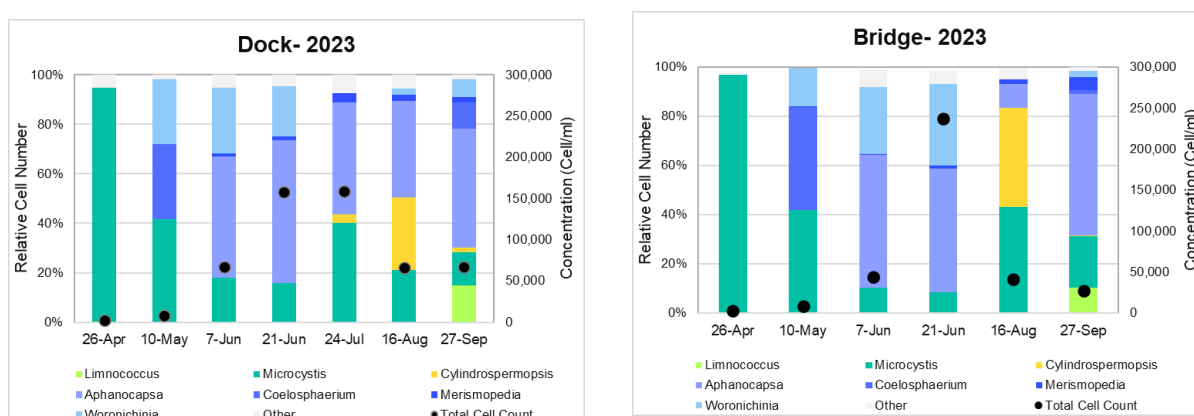 Dock- 2023
100%
80%
60%
40%
20%
0%
Relative Cell Number
300,000
250,000
200,000
150,000
100,000
50,000
0
Concentration (Cell/ml)
26-Apr 10-May 7-Jun 21-Jun 24-Jul 16-Aug 27-Sep
Limnococcus Microcystis Cylindrospermopsis
Aphanocapsa Coelosphaerium Merismopedia
Woronichinia Other Total Cell Count
Bridge- 2023
100%
80%
60%
40%
20%
0%
Relative Cell Number
300,000
250,000
200,000
150,000
100,000
50,000
0
Concentration (Cell/ml)
26-Apr 10-May 7-Jun 21-Jun 16-Aug 27-Sep
Limnococcus Microcystis Cylindrospermopsis
Aphanocapsa Coelosphaerium Merismopedia
Woronichinia Other Total Cell Count